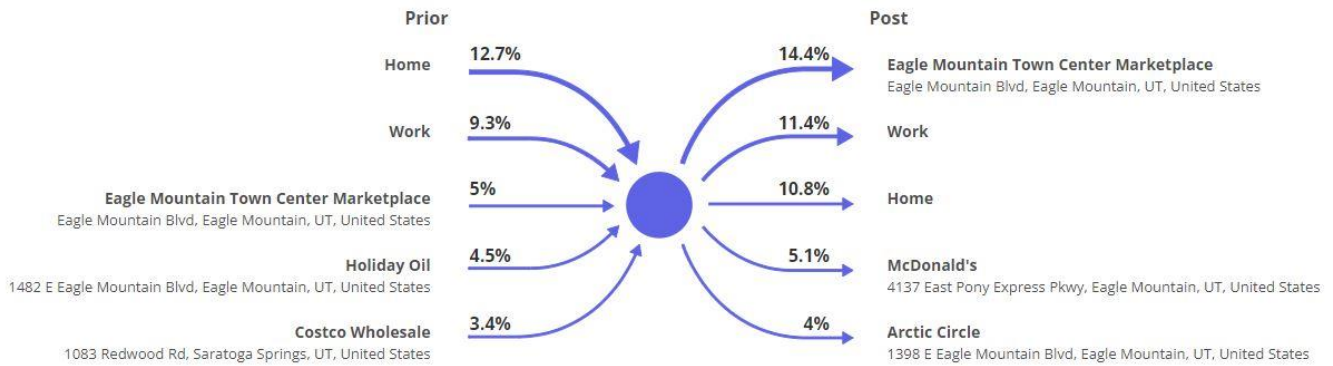 Prior
Post
Home
12.7%
14.4%
Eagle Mountain Town Center Marketplace
Eagle Mountain Blvd, Eagle Mountain, UT, United States
Work
9.3%
11.4%
Work
Eagle Mountain Town Center Marketplace
Eagle Mountain Blvd, Eagle Mountain, UT, United States
5%
10.8%
Home
Holiday Oil
1482 E Eagle Mountain Blvd, Eagle Mountain, UT, United States
4.5%
5.1%
McDonald's
4137 East Pony Express Pkwy, Eagle Mountain, UT, United States
Costco Wholesale
1083 Redwood Rd, Saratoga Springs, UT, United States
3.4%
4%
Arctic Circle
1398 E Eagle Mountain Blvd, Eagle Mountain, UT, United States